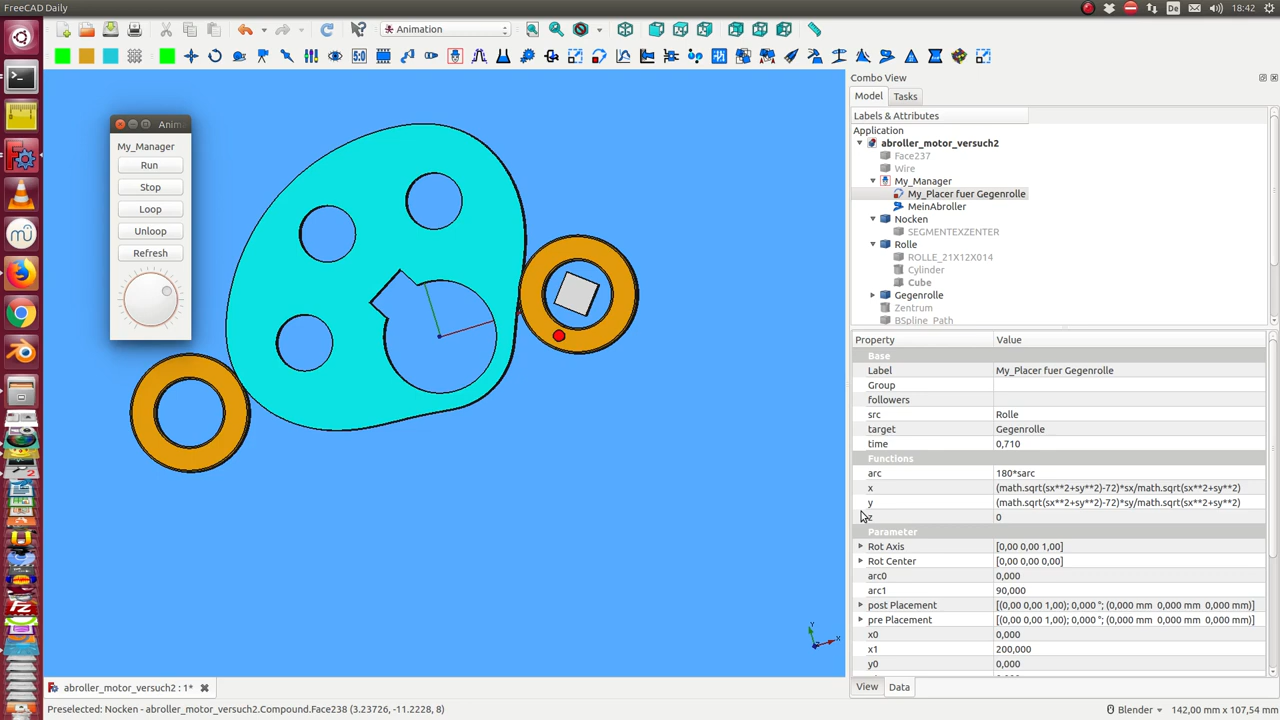 FreeCAD Daily
De
18:42
Animation
Anim
My_Manager
Run
Stop
Loop
Unloop
Refresh
Combo View
Model
Tasks
Labels & Attributes
Application
abroller_motor_versuch2
Face237
Wire
My_Manager
My_Placer fuer Gegenrolle
MeinAbroller
Nocken
SEGMENTEXZENTER
Rolle
ROLLE_21X12X014
Cylinder
Cube
Gegenrolle
Zentrum
BSpline_Path
Property Value
Base
Label My_Placer fuer Gegenrolle
Group
followers
src Rolle
target Gegenrolle
time 0,710
Functions
arc 180*sarc
x (math.sqrt(sx**2+sy**2)-72)*sx/math.sqrt(sx**2+sy**2)
y (math.sqrt(sx**2+sy**2)-72)*sy/math.sqrt(sx**2+sy**2)
z 0
Parameter
Rot Axis [0,00 0,00 1,00]
Rot Center [0,00 0,00 0,00]
arc0 0,000
arc1 90,000
post Placement [(0,00 0,00 1,00); 0,000 °; (0,000 mm 0,000 mm 0,000 mm)]
pre Placement [(0,00 0,00 1,00); 0,000 °; (0,000 mm 0,000 mm 0,000 mm)]
x0 0,000
x1 200,000
y0 0,000
View
Data
abroller_motor_versuch2 : 1*
Y
X
Preselected: Nocken - abroller_motor_versuch2.Compound.Face238 (3.23726, -11.2228, 8)
Blender
142,00 mm x 107,54 mm